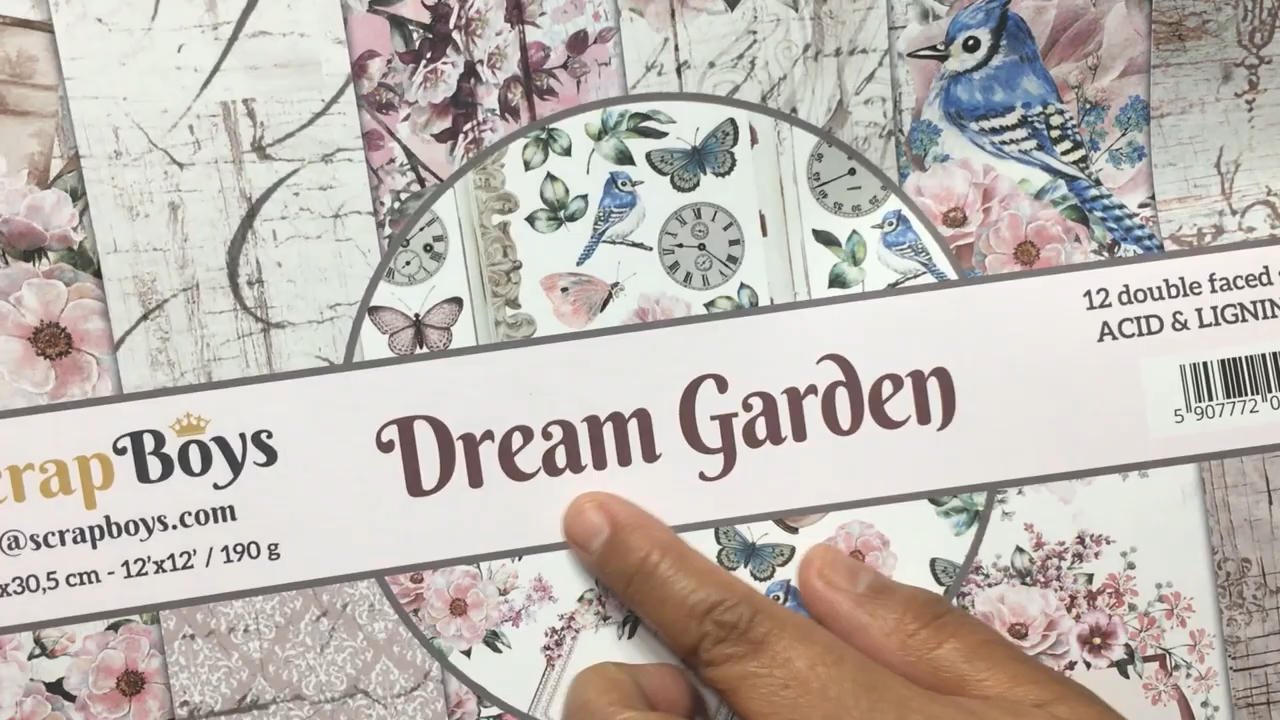 crapBoys
@scrapboys.com
x30,5 cm - 12'x12' / 190 g
Dream Garden
12 double faced
ACID & LIGNIN
5 907772 0